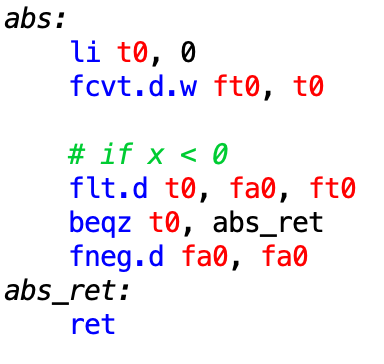 abs:
    li t0, 0
    fcvt.d.w ft0, t0

    # if x < 0
    flt.d t0, fa0, ft0
    beqz t0, abs_ret
    fneg.d fa0, fa0
abs_ret:
    ret